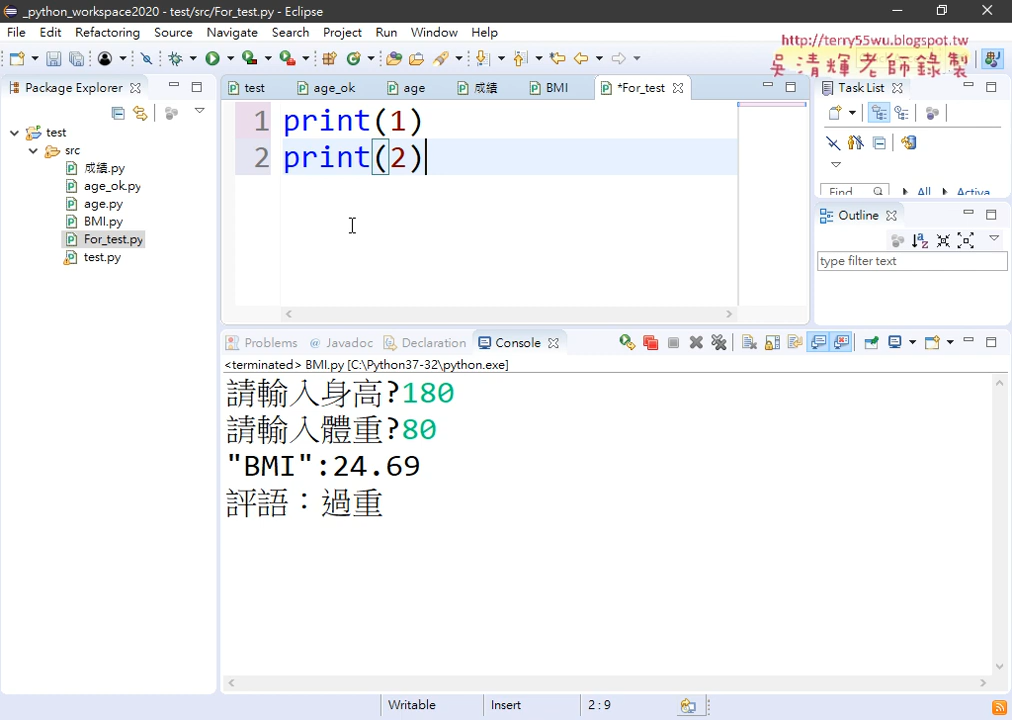 _python_workspace2020 - test/src/For_test.py - Eclipse
File Edit Refactoring Source Navigate Search Project Run Window Help
http://terry55wu.blogspot.tw
吳清輝老師錄製
Package Explorer
test
src
成績.py
age_ok.py
age.py
BMI.py
For_test.py
test.py
test age_ok age 成績 BMI *For_test
1 print(1)
2 print(2)
Task List
Find All Activa
Outline
type filter text
Problems Javadoc Declaration Console
<terminated> BMI.py [C:\Python37-32\python.exe]
請輸入身高?180
請輸入體重?80
"BMI":24.69
評語：過重
Writable Insert 2 : 9